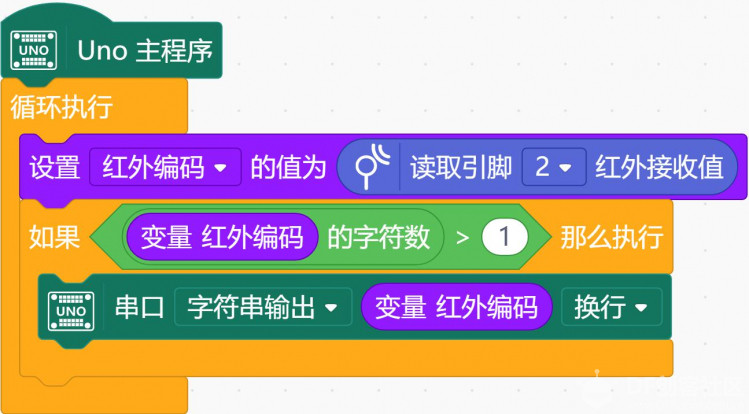 UNO Uno 主程序
循环执行
设置 红外编码 的值为 读取引脚 2 红外接收值
如果 变量 红外编码 的字符数 > 1 那么执行
UNO 串口 字符串输出 变量 红外编码 换行